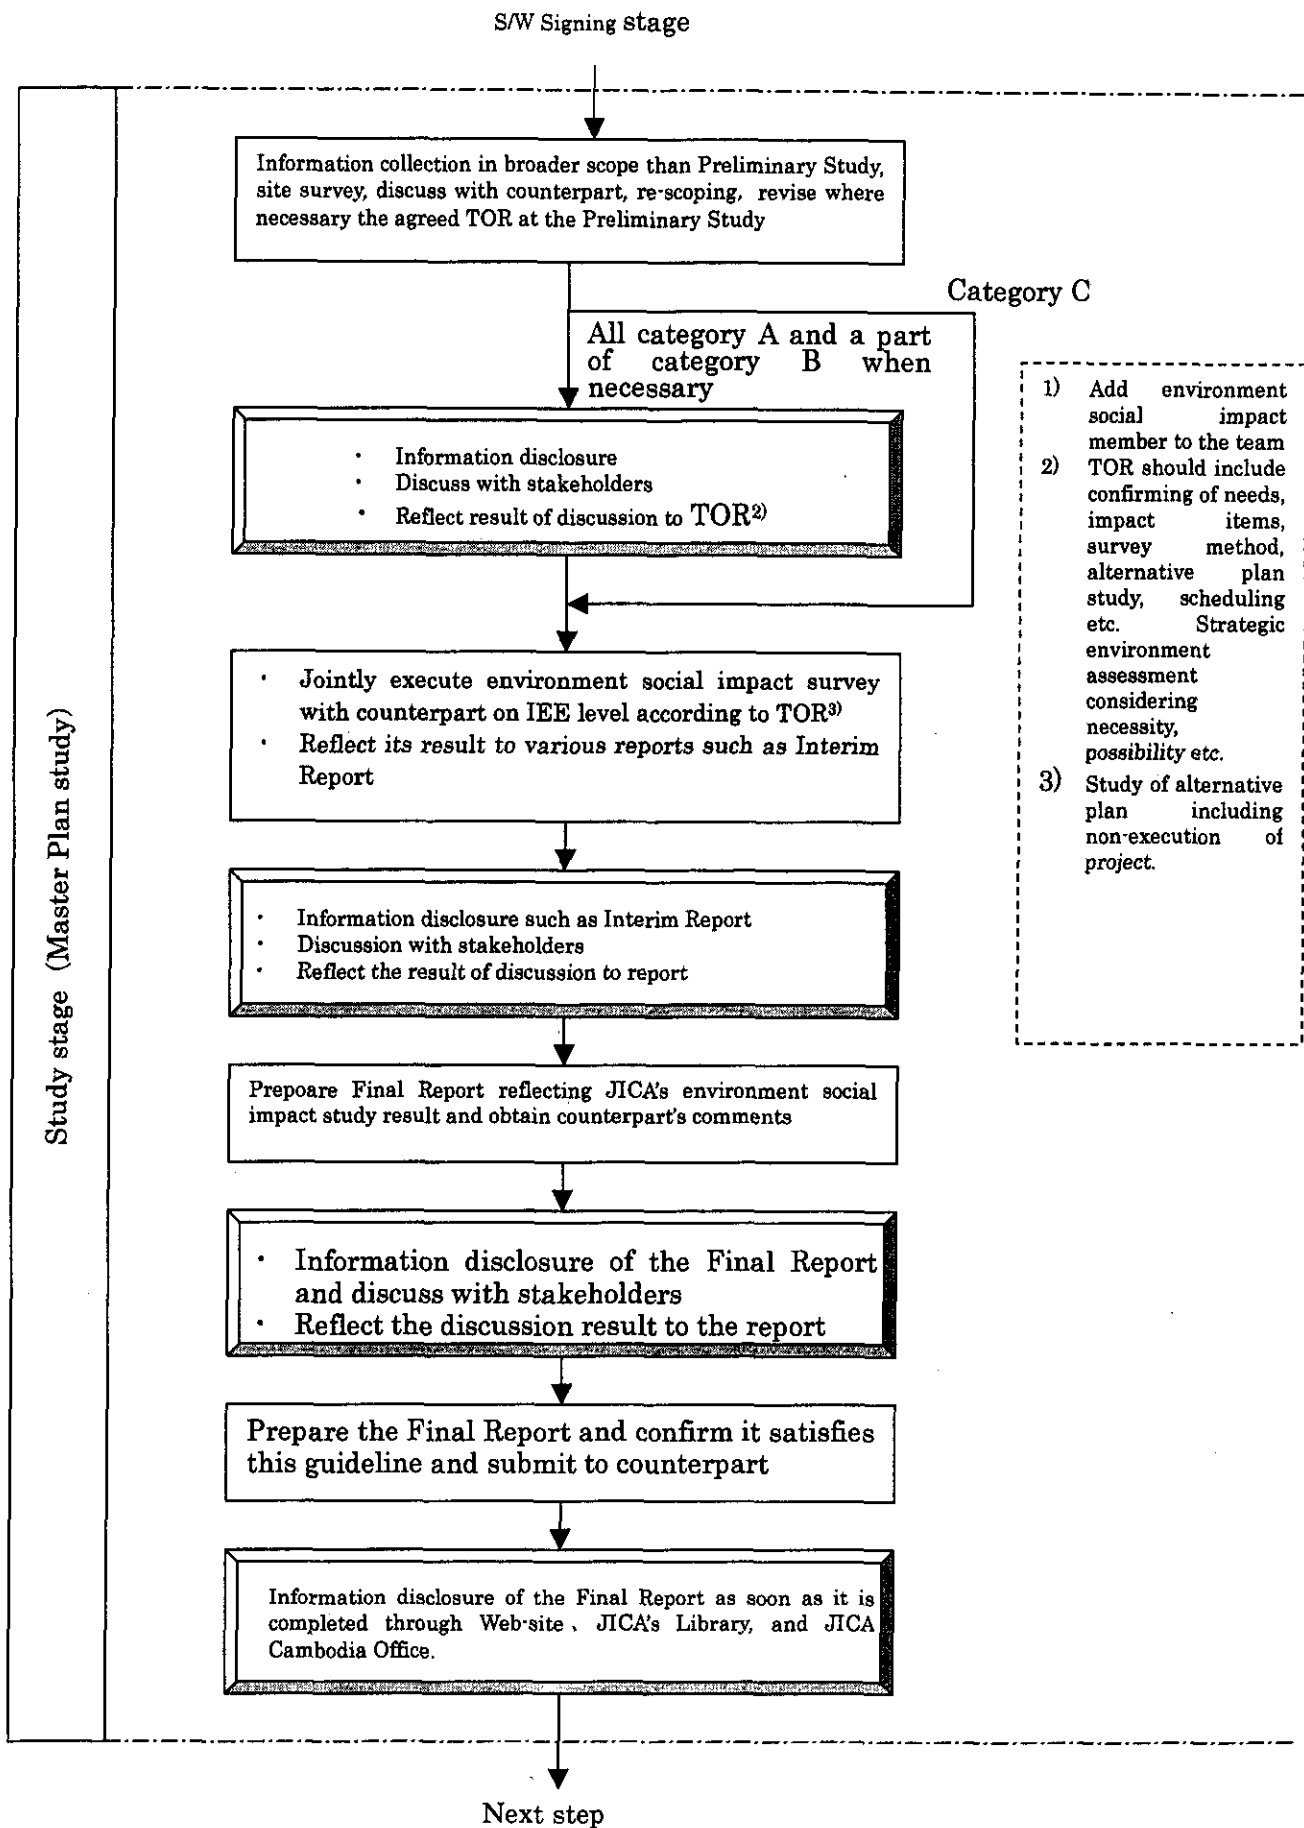 S/W Signing stage
Study stage (Master Plan study)
Information collection in broader scope than Preliminary Study,
site survey, discuss with counterpart, re-scoping, revise where
necessary the agreed TOR at the Preliminary Study
Category C
All category A and a part
of category B when
necessary
· Information disclosure
· Discuss with stakeholders
· Reflect result of discussion to TOR2)
· Jointly execute environment social impact survey
with counterpart on IEE level according to TOR3)
· Reflect its result to various reports such as Interim
Report
· Information disclosure such as Interim Report
· Discussion with stakeholders
· Reflect the result of discussion to report
Prepoare Final Report reflecting JICA's environment social
impact study result and obtain counterpart's comments
· Information disclosure of the Final Report
and discuss with stakeholders
· Reflect the discussion result to the report
Prepare the Final Report and confirm it satisfies
this guideline and submit to counterpart
Information disclosure of the Final Report as soon as it is
completed through Web-site、JICA's Library, and JICA
Cambodia Office.
Next step
1) Add environment
social impact
member to the team
2) TOR should include
confirming of needs,
impact items,
survey method,
alternative plan
study, scheduling
etc. Strategic
environment
assessment
considering
necessity,
possibility etc.
3) Study of alternative
plan including
non-execution of
project.